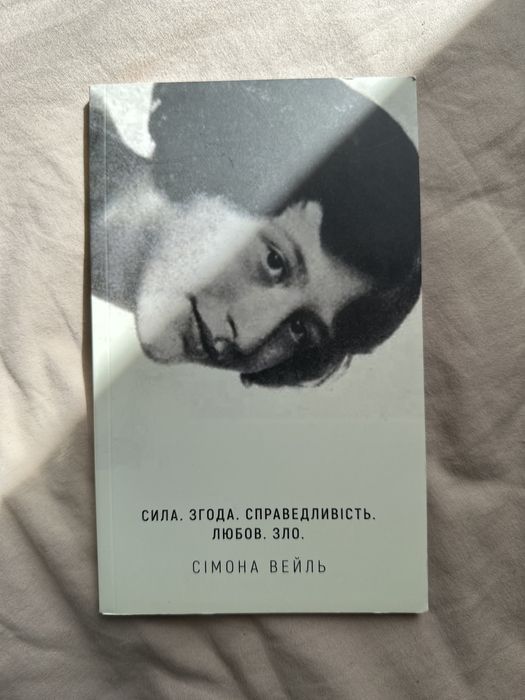 СИЛА. ЗГОДА. СПРАВЕДЛИВІСТЬ.
ЛЮБОВ. ЗЛО.
СІМОНА ВЕЙЛЬ